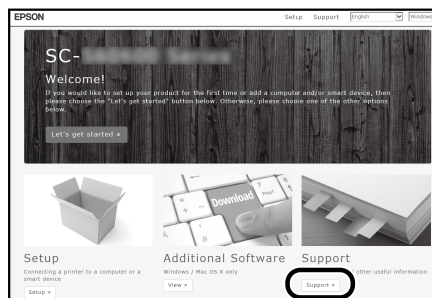 EPSON
Setup Support English Windows
SC-
Welcome!
If you would like to set up your product for the first time or add a computer and/or smart device, then
please choose the "Let's get started" button below. Otherwise, please choose one of the other options
below.
Let's get started »
Download
Setup
Connecting a printer to a computer or a
smart device
Setup »
Additional Software
Windows / Mac OS X only
View »
Support
other useful information
Support »